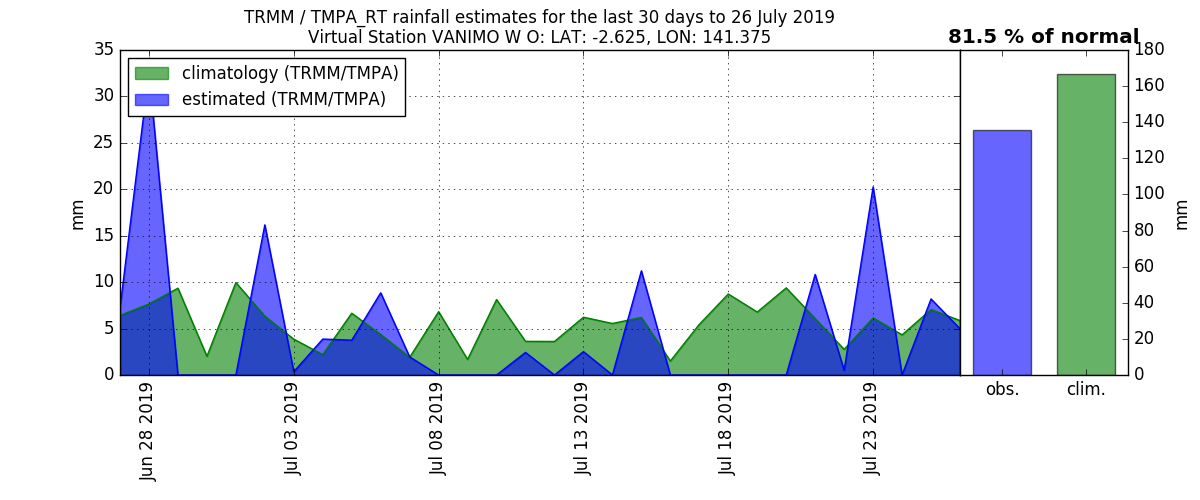 TRMM / TMPA_RT rainfall estimates for the last 30 days to 26 July 2019
Virtual Station VANIMO W O: LAT: -2.625, LON: 141.375
81.5 % of normal
climatology (TRMM/TMPA)
estimated (TRMM/TMPA)
35
30
25
20
15
10
5
0
mm
Jun 28 2019
Jul 03 2019
Jul 08 2019
Jul 13 2019
Jul 18 2019
Jul 23 2019
obs.
clim.
180
160
140
120
100
80
60
40
20
0
mm